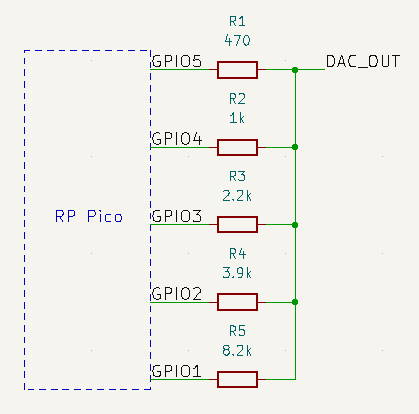 R1
470
GPIO5
DAC_OUT
R2
1k
GPIO4
R3
2.2k
RP Pico
GPIO3
R4
3.9k
GPIO2
R5
8.2k
GPIO1